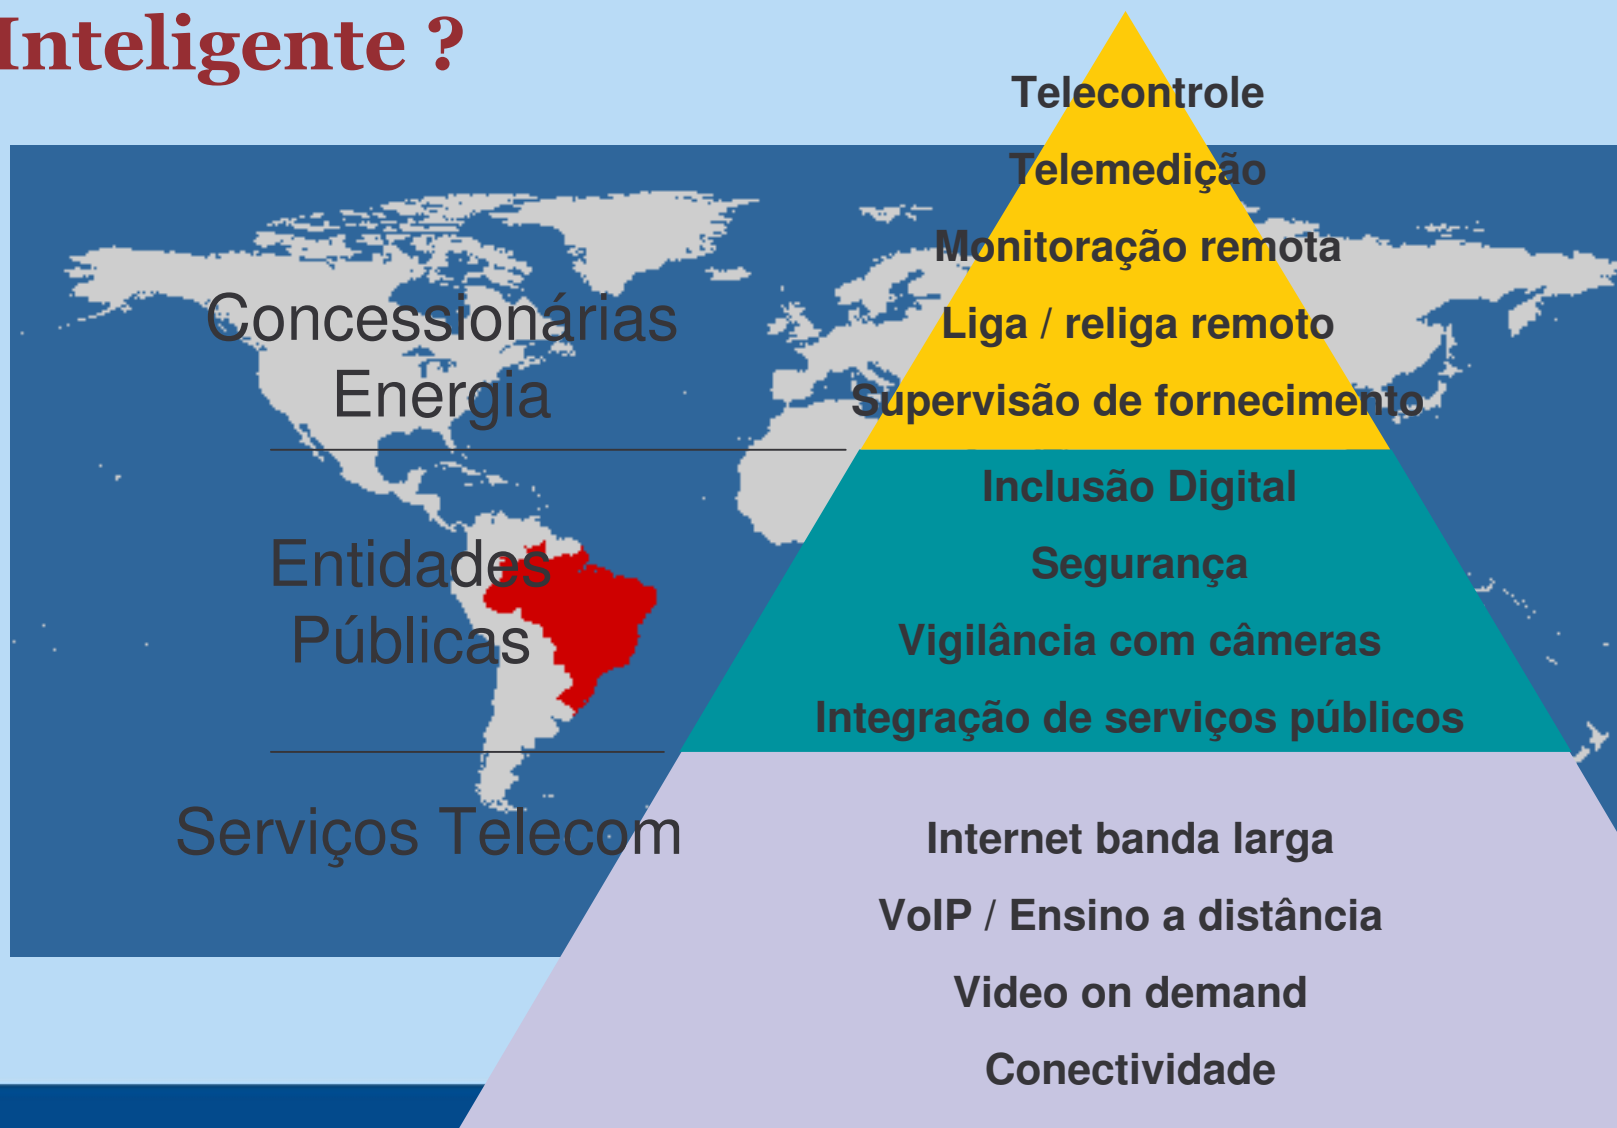 Inteligente ?
Telecontrole
Telemedição
Monitoração remota
Liga / religa remoto
Supervisão de fornecimento
Concessionárias
Energia
Inclusão Digital
Segurança
Vigilância com câmeras
Integração de serviços públicos
Entidades
Públicas
Internet banda larga
VoIP / Ensino a distância
Video on demand
Conectividade
Serviços Telecom